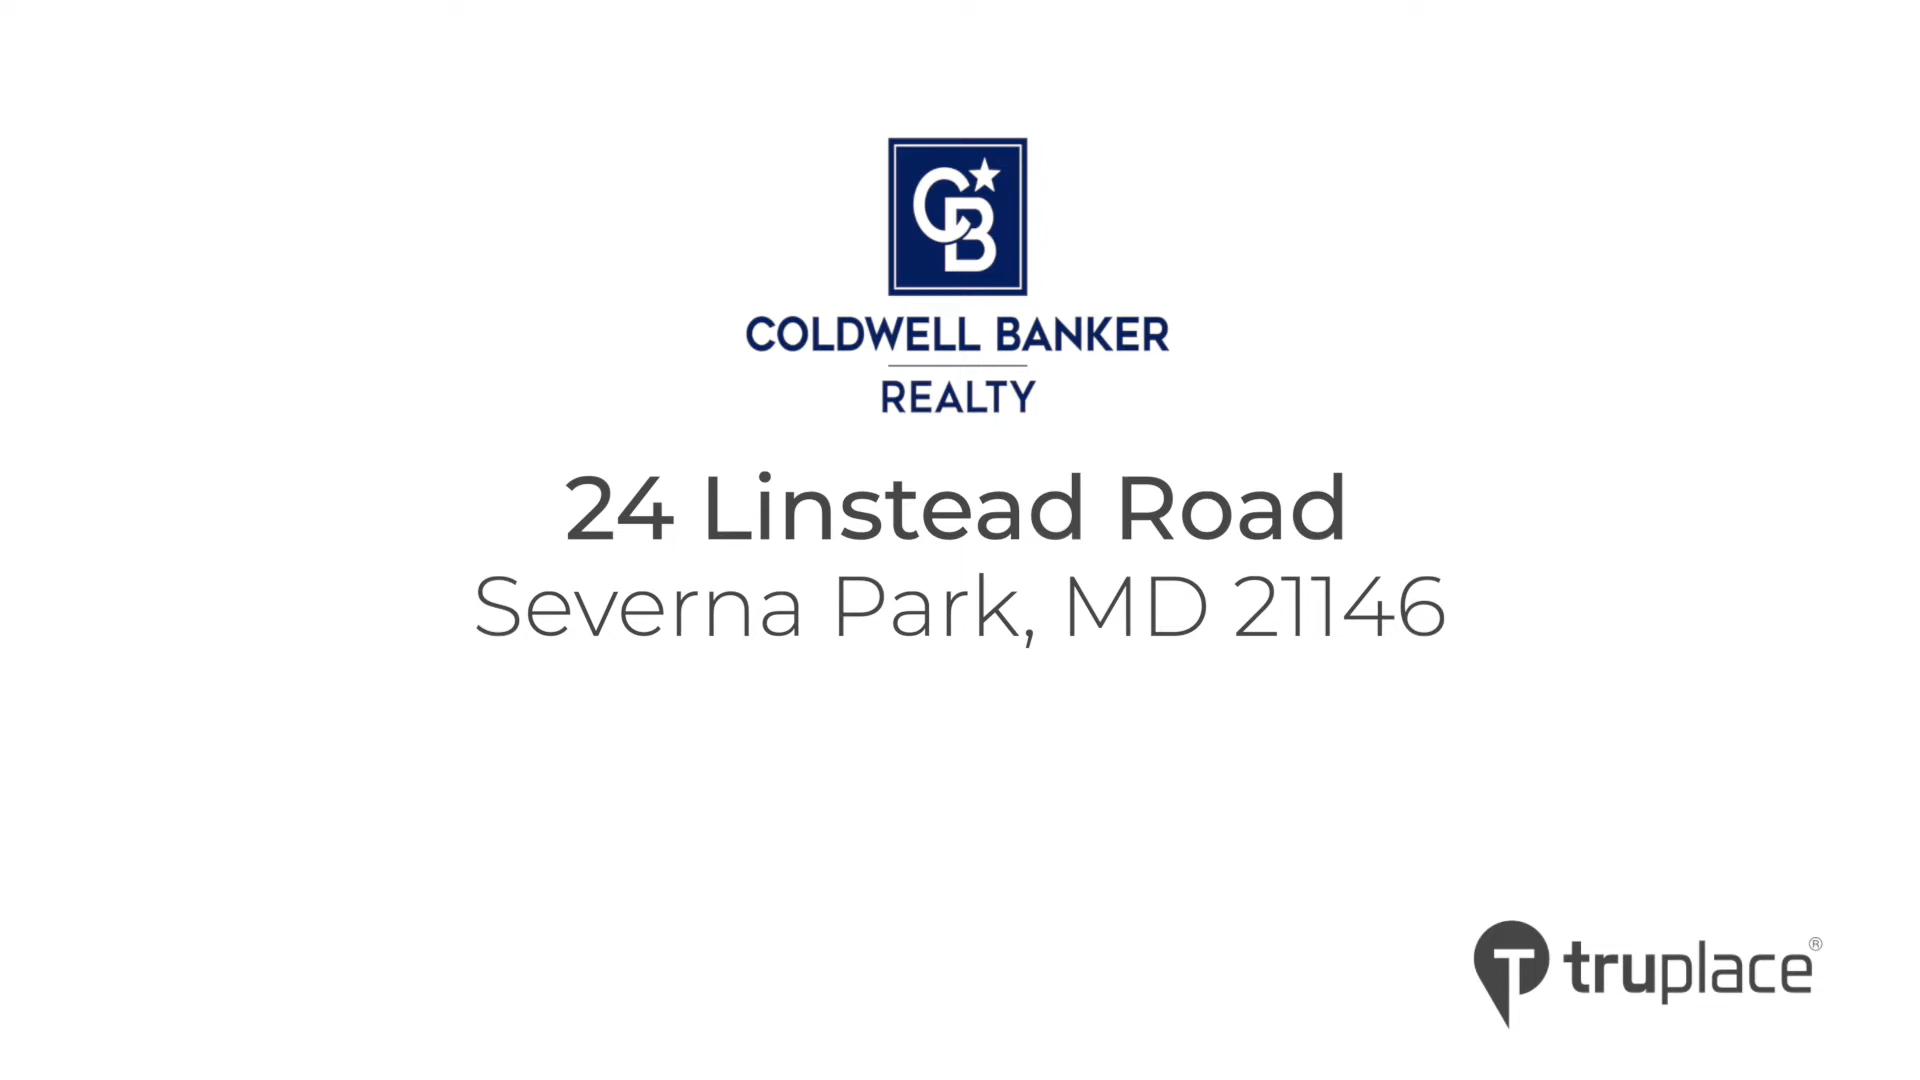 CB
COLDWELL BANKER
REALTY
24 Linstead Road
Severna Park, MD 21146
T truplace®